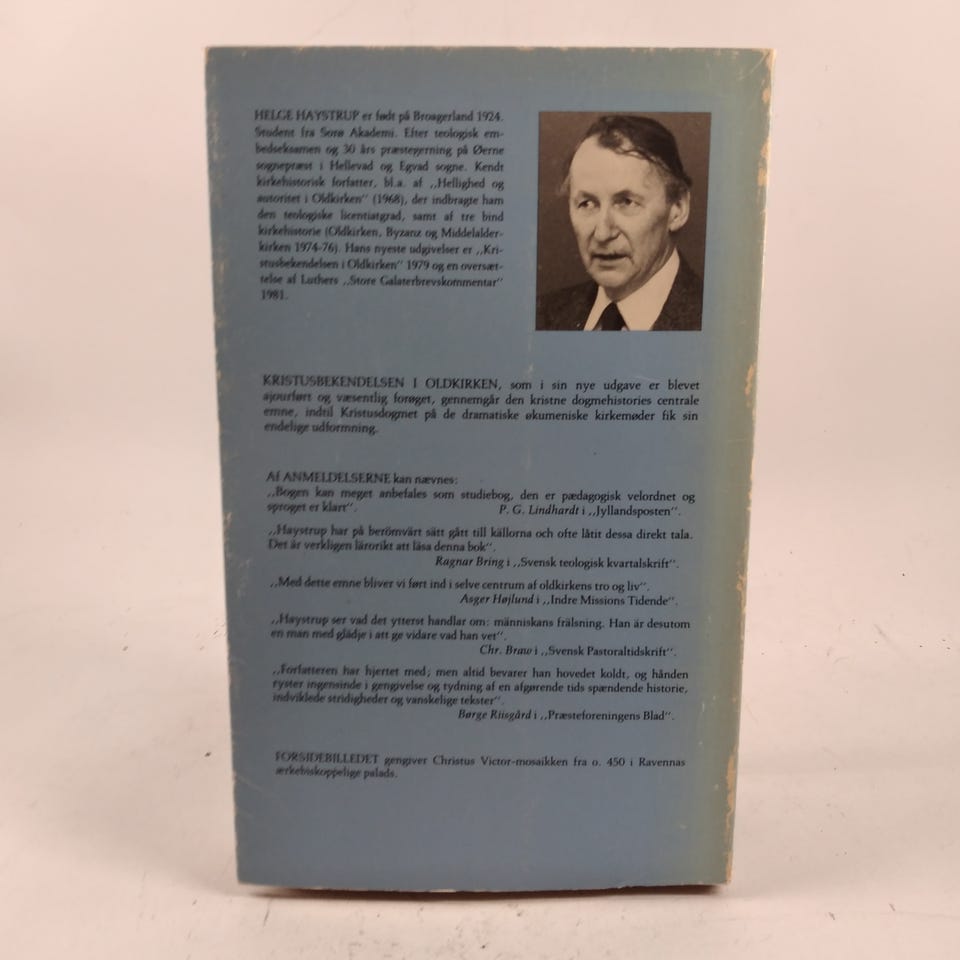 HELGE HAYSTRUP er født på Broagerland 1924.
Student fra Sorø Akademi. Efter teologisk em-
bedseksamen og 30 års præstegerning på Øerne
sognepræst i Hellevad og Egvad sogne. Kendt
kirkehistorisk forfatter, bl.a. af ,,Hellighed og
autoritet i Oldkirken" (1968), der indbragte ham
den teologiske licentiatgrad, samt af tre bind
kirkehistorie (Oldkirken, Byzanz og Middelalder-
kirken 1974-76). Hans nyeste udgivelser er ,,Kri-
stusbekendelsen i Oldkirken" 1979 og en oversæt-
telse af Luthers ,,Store Galaterbrevskommentar"
1981.
KRISTUSBEKENDELSEN I OLDKIRKEN, som i sin nye udgave er blevet
ajourført og væsentlig forøget, gennemgår den kristne dogmehistories centrale
emne, indtil Kristusdogmet på de dramatiske økumeniske kirkemøder fik sin
endelige udformning.
Af ANMELDELSERNE kan nævnes:
,,Bogen kan meget anbefales som studiebog, den er pædagogisk velordnet og
sproget er klart". P. G. Lindhardt i ,,Jyllandsposten".
,,Haystrup har på berömvärt sätt gått till källorna och ofte låtit dessa direkt tala.
Det är verkligen lärorikt att läsa denna bok".
Ragnar Bring i ,,Svensk teologisk kvartalskrift".
,,Med dette emne bliver vi ført ind i selve centrum af oldkirkens tro og liv".
Asger Højlund i ,,Indre Missions Tidende".
,,Haystrup ser vad det ytterst handlar om: människans frälsning. Han är desutom
en man med glädje i att ge vidare vad han vet".
Chr. Braw i ,,Svensk Pastoraltidskrift".
,,Forfatteren har hjertet med; men altid bevarer han hovedet koldt, og hånden
ryster ingensinde i gengivelse og tydning af en afgørende tids spændende historie,
indviklede stridigheder og vanskelige tekster".
Børge Riisgård i ,,Præsteforeningens Blad".
FORSIDEBILLEDET gengiver Christus Victor-mosaikken fra o. 450 i Ravennas
ærkebiskoppelige palads.